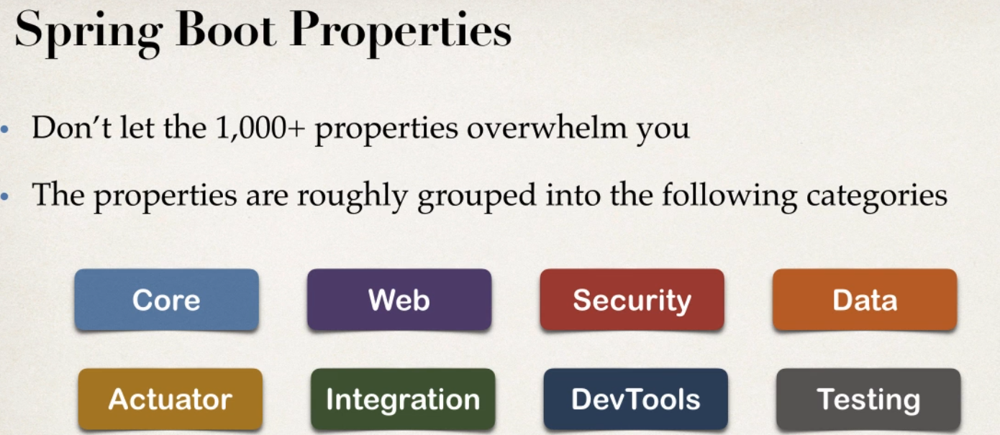 Spring Boot Properties
• Don’t let the 1,000+ properties overwhelm you
• The properties are roughly grouped into the following categories
Core Web Security Data
Actuator Integration DevTools Testing